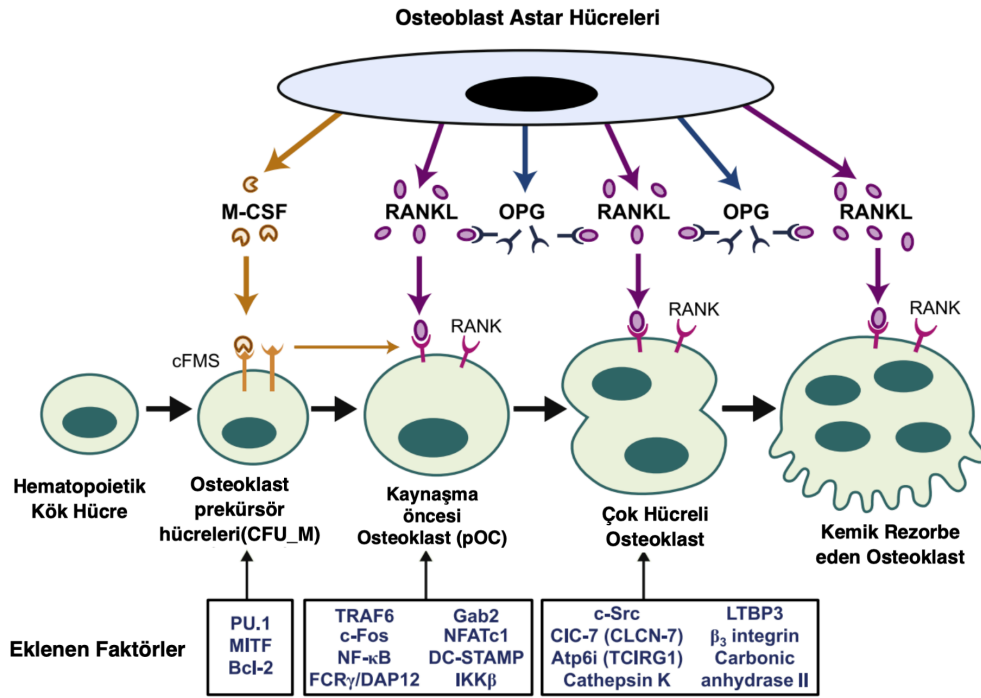 Osteoblast Astar Hücreleri
M-CSF
RANKL
OPG
RANKL
OPG
RANKL
cFMS
RANK
RANK
RANK
Hematopoietik
Kök Hücre
Osteoklast
prekürsör
hücreleri(CFU_M)
Kaynaşma
öncesi
Osteoklast (pOC)
Çok Hücreli
Osteoklast
Kemik Rezorbe
eden Osteoklast
Eklenen Faktörler
PU.1
MITF
Bcl-2
TRAF6
c-Fos
NF-κB
FCRγ/DAP12
Gab2
NFATc1
DC-STAMP
IKKβ
c-Src
CIC-7 (CLCN-7)
Atp6i (TCIRG1)
Cathepsin K
LTBP3
β3 integrin
Carbonic
anhydrase II